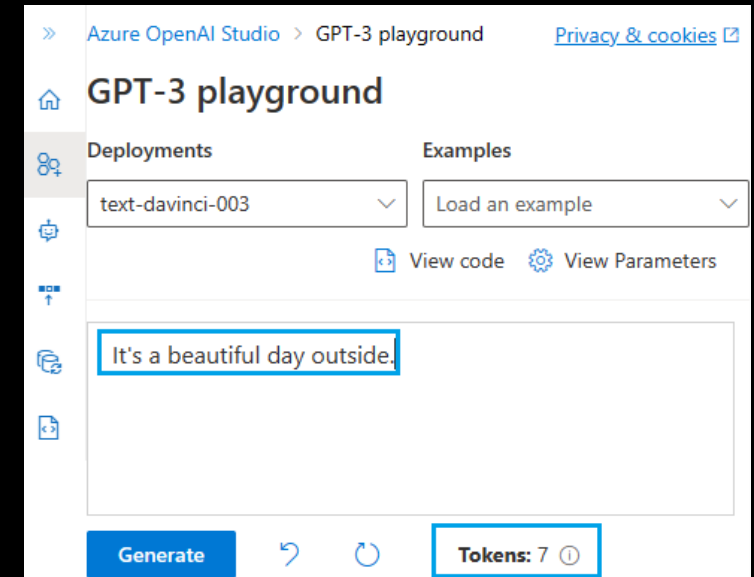 Azure OpenAI Studio > GPT-3 playground Privacy & cookies
GPT-3 playground
Deployments Examples
text-davinci-003 Load an example
View code View Parameters
It's a beautiful day outside.
Generate Tokens: 7